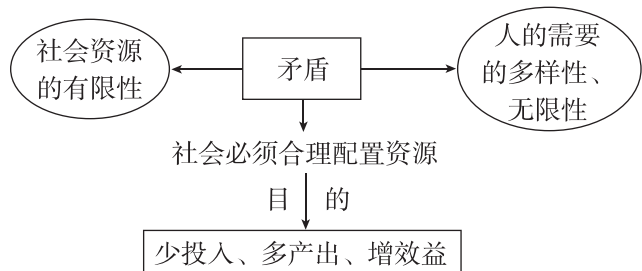 社会资源
的有限性
矛盾
人的需要
的多样性、
无限性
社会必须合理配置资源
目 的
少投入、多产出、增效益